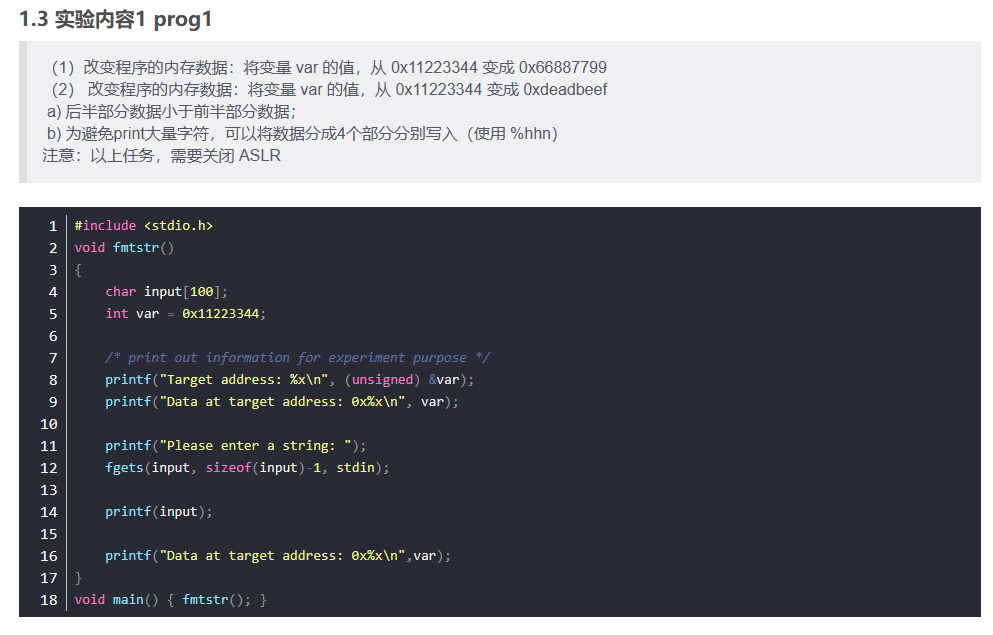 1.3 实验内容1 prog1
（1）改变程序的内存数据：将变量 var 的值，从 0x11223344 变成 0x66887799
（2） 改变程序的内存数据：将变量 var 的值，从 0x11223344 变成 0xdeadbeef
a) 后半部分数据小于前半部分数据；
b) 为避免print大量字符，可以将数据分成4个部分分别写入（使用 %hhn）
注意：以上任务，需要关闭 ASLR
1 #include <stdio.h>
2 void fmtstr()
3 {
4     char input[100];
5     int var = 0x11223344;
6
7     /* print out information for experiment purpose */
8     printf("Target address: %x\n", (unsigned) &var);
9     printf("Data at target address: 0x%x\n", var);
10
11     printf("Please enter a string: ");
12     fgets(input, sizeof(input)-1, stdin);
13
14     printf(input);
15
16     printf("Data at target address: 0x%x\n",var);
17 }
18 void main() { fmtstr(); }